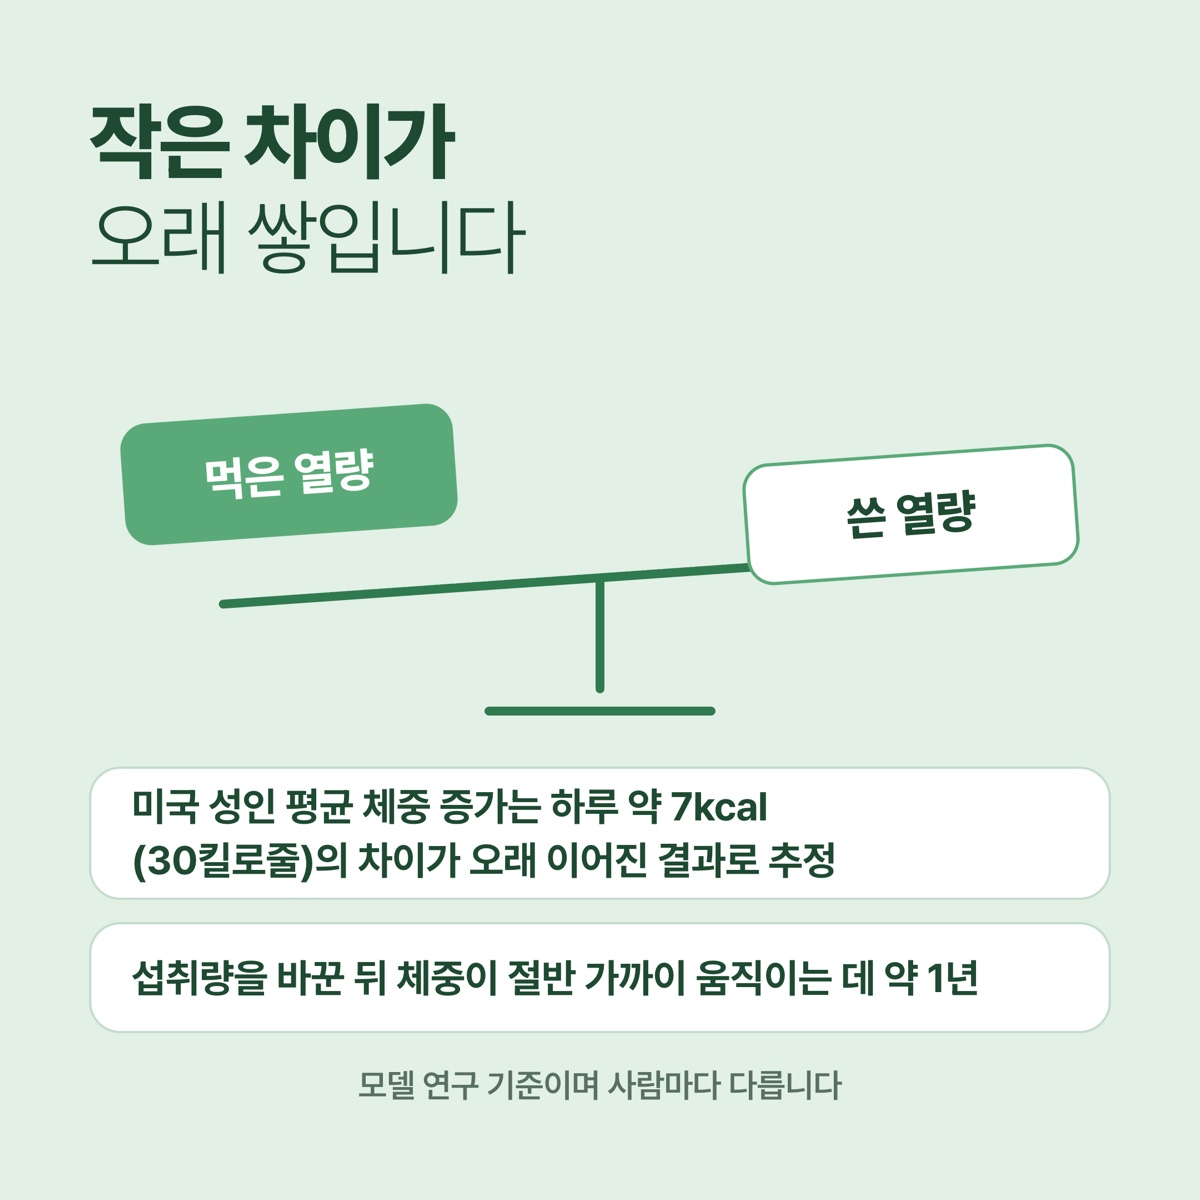 작은 차이가
오래 쌓입니다
먹은 열량
쓴 열량
미국 성인 평균 체중 증가는 하루 약 7kcal
(30킬로줄)의 차이가 오래 이어진 결과로 추정
섭취량을 바꾼 뒤 체중이 절반 가까이 움직이는 데 약 1년
모델 연구 기준이며 사람마다 다릅니다